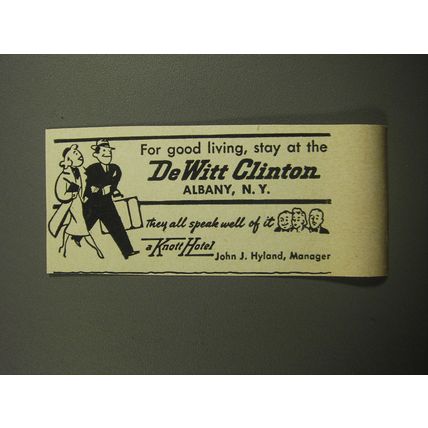 For good living, stay at the
DeWitt Clinton
ALBANY, N. Y.
They all speak well of it
a Knott Hotel
John J. Hyland, Manager